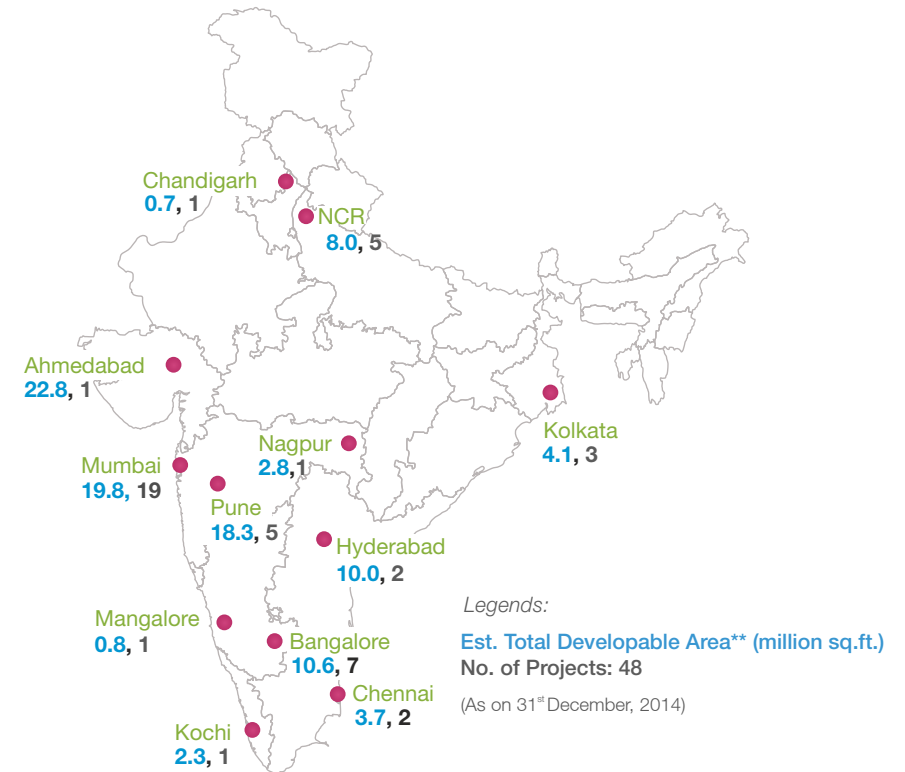 Chandigarh
0.7, 1
NCR
8.0, 5
Ahmedabad
22.8, 1
Kolkata
4.1, 3
Nagpur
2.8,1
Mumbai
19.8, 19
Pune
18.3, 5
Hyderabad
10.0, 2
Mangalore
0.8, 1
Bangalore
10.6, 7
Chennai
3.7, 2
Kochi
2.3, 1
Legends:
Est. Total Developable Area** (million sq.ft.)
No. of Projects: 48
(As on 31st December, 2014)